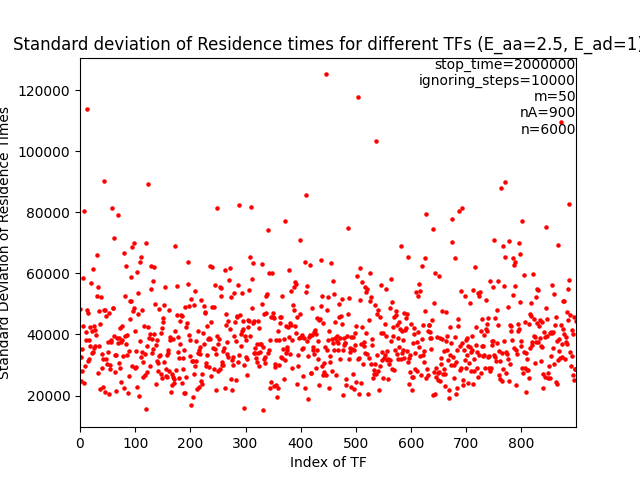 Standard deviation of Residence times for different TFs (E_aa=2.5, E_ad=1)
stop_time=2000000
ignoring_steps=10000
m=50
nA=900
n=6000
Standard Deviation of Residence Times
120000
100000
80000
60000
40000
20000
0 100 200 300 400 500 600 700 800
Index of TF